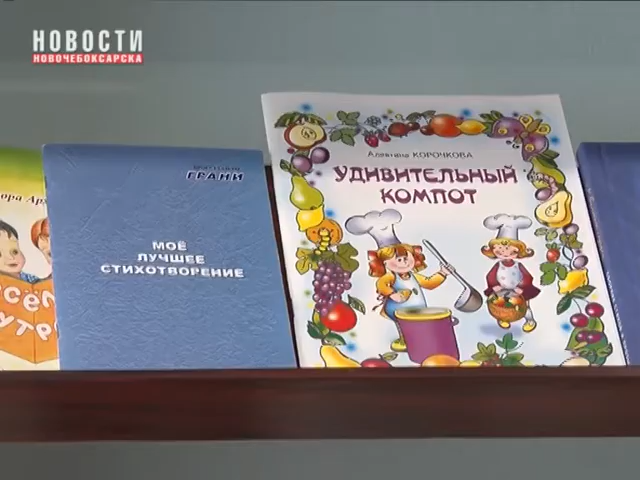 НОВОСТИ
НОВОЧЕБОКСАРСКА
ГРАНИ
МОЁ
ЛУЧШЕЕ
СТИХОТВОРЕНИЕ
КОРОЧКОВА
УДИВИТЕЛЬНЫЙ
КОМПОТ